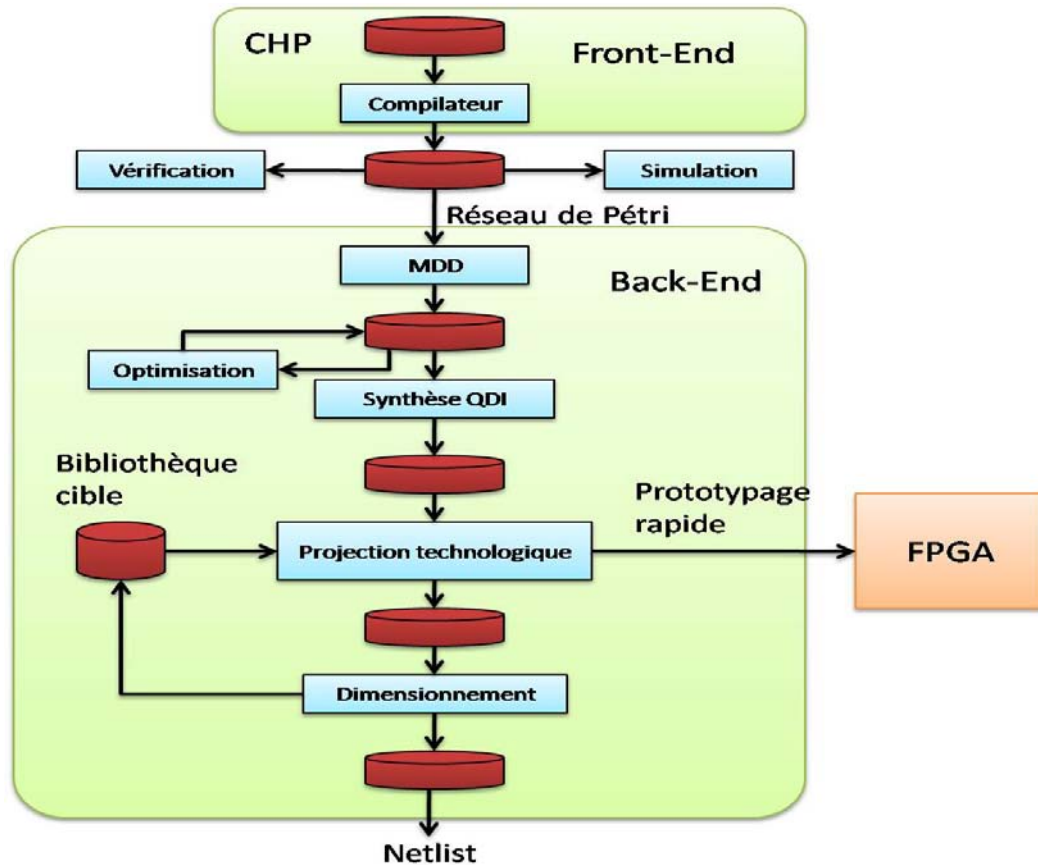 CHP
Front-End
Compilateur
Vérification
Simulation
Réseau de Pétri
MDD
Back-End
Optimisation
Synthèse QDI
Bibliothèque
cible
Prototypage
rapide
Projection technologique
FPGA
Dimensionnement
Netlist